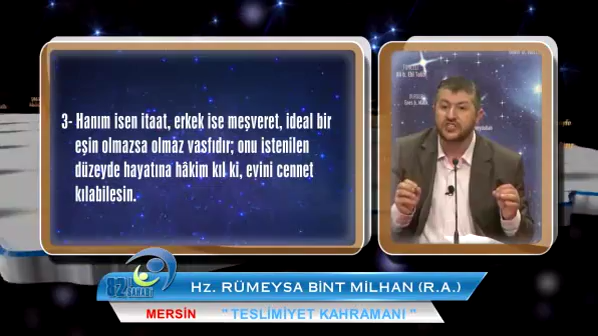 3- Hanım isen itaat, erkek ise meşveret, ideal bir
eşin olmazsa olmaz vasfıdır; onu istenilen
düzeyde hayatına hâkim kıl ki, evini cennet
kılabilesin.
82
Hz. RÜMEYSA BİNT MİLHAN (R.A.)
MERSİN
" TESLİMİYET KAHRAMANI "